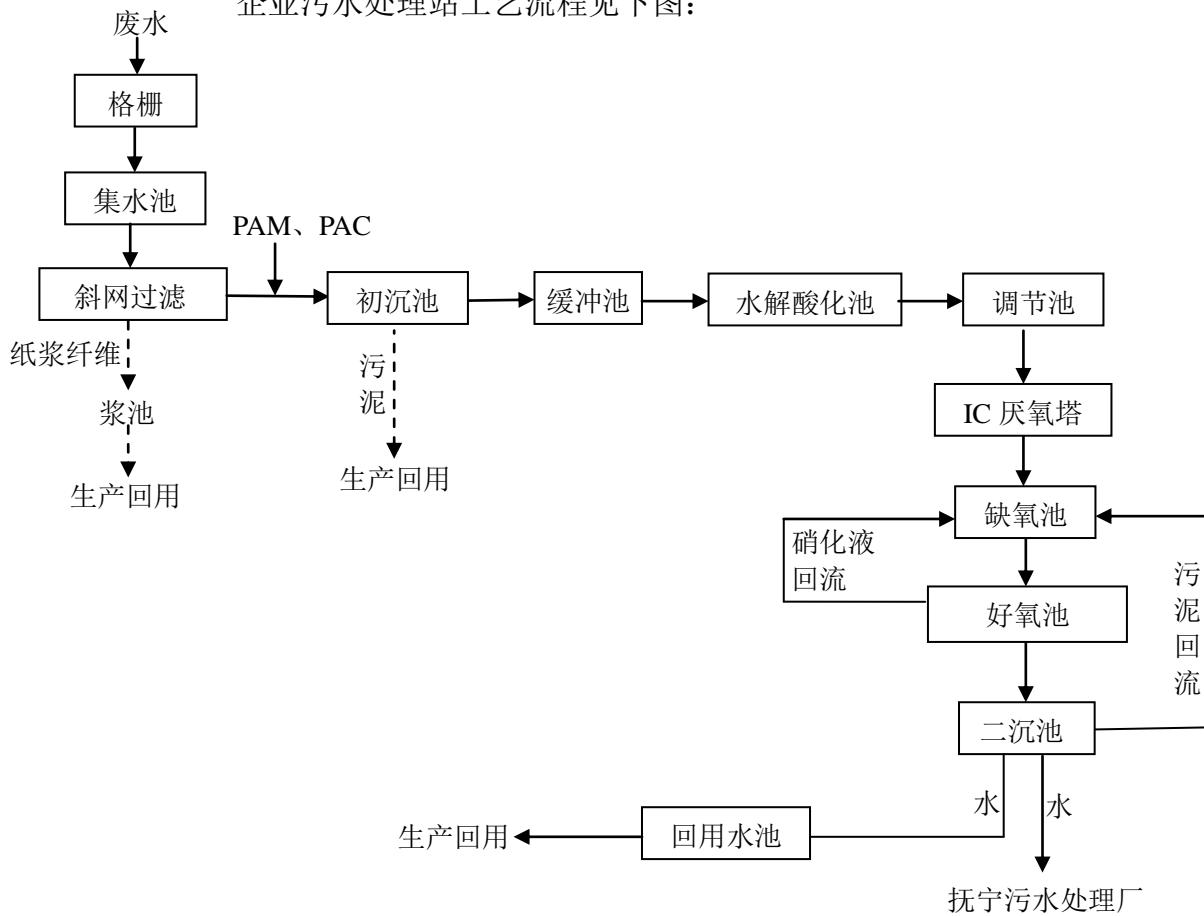 企业污水处理站工艺流程见下图：
废水
格栅
集水池
PAM、PAC
斜网过滤
初沉池
缓冲池
水解酸化池
调节池
纸浆纤维
浆池
生产回用
污
泥
生产回用
IC 厌氧塔
缺氧池
硝化液
回流
好氧池
污
泥
回
流
二沉池
水
水
回用水池
生产回用
抚宁污水处理厂